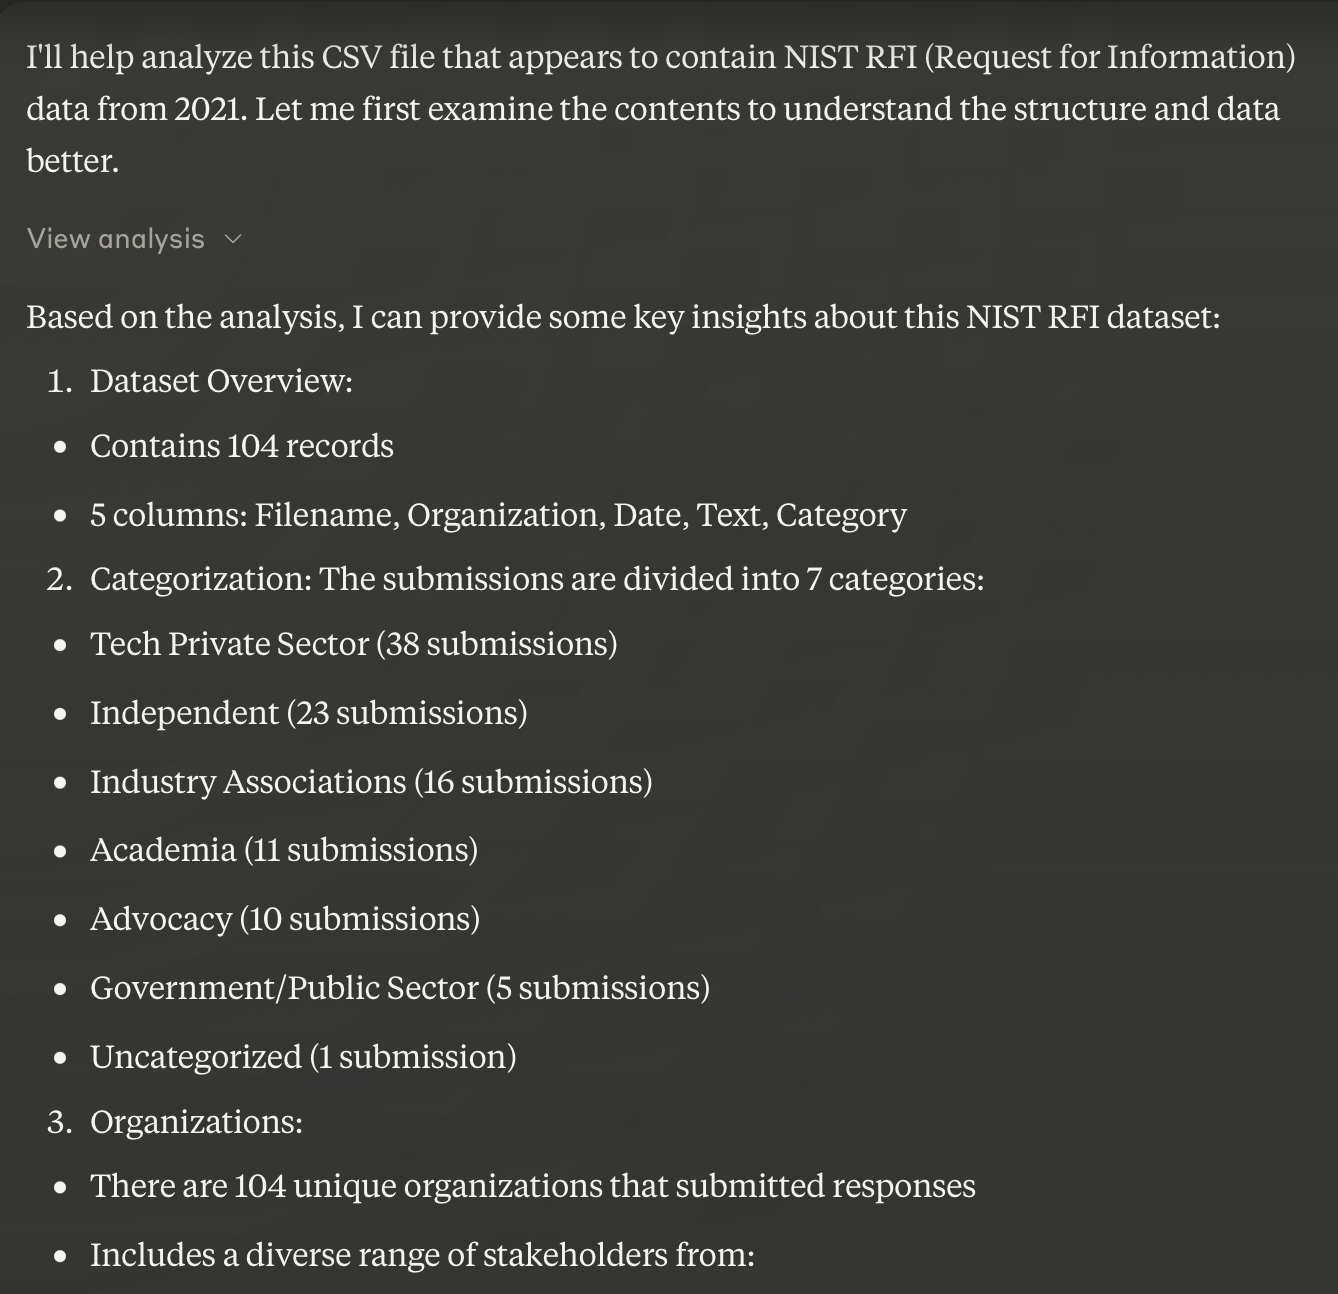 I'll help analyze this CSV file that appears to contain NIST RFI (Request for Information)
data from 2021. Let me first examine the contents to understand the structure and data
better.
View analysis
Based on the analysis, I can provide some key insights about this NIST RFI dataset:
1. Dataset Overview:
• Contains 104 records
• 5 columns: Filename, Organization, Date, Text, Category
2. Categorization: The submissions are divided into 7 categories:
• Tech Private Sector (38 submissions)
• Independent (23 submissions)
• Industry Associations (16 submissions)
• Academia (11 submissions)
• Advocacy (10 submissions)
• Government/Public Sector (5 submissions)
• Uncategorized (1 submission)
3. Organizations:
• There are 104 unique organizations that submitted responses
• Includes a diverse range of stakeholders from: